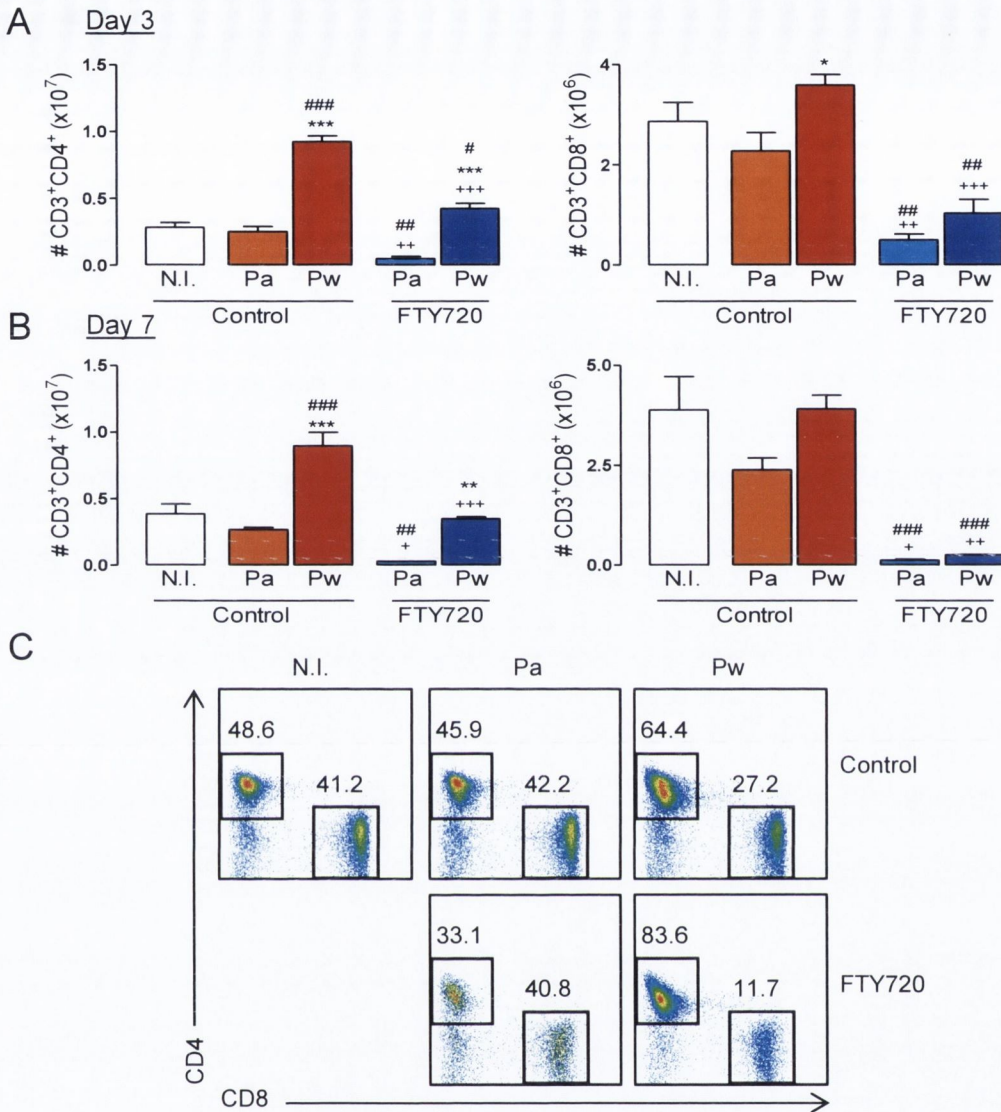 A Day 3
# CD3+CD4+ (x10^7)
1.5
1.0
0.5
0.0
###
***
#
***
+++
##
++
N.I. Pa Pw Pa Pw
Control FTY720
# CD3+CD8+ (x10^6)
4
2
0
*
##
+++
##
++
N.I. Pa Pw Pa Pw
Control FTY720
B Day 7
# CD3+CD4+ (x10^7)
1.5
1.0
0.5
0.0
###
***
**
+++
##
+
N.I. Pa Pw Pa Pw
Control FTY720
# CD3+CD8+ (x10^6)
5.0
2.5
0.0
###
+
###
++
N.I. Pa Pw Pa Pw
Control FTY720
C
N.I. Pa Pw
48.6 41.2
45.9 42.2
64.4 27.2
Control
33.1 40.8
83.6 11.7
FTY720
CD4
CD8